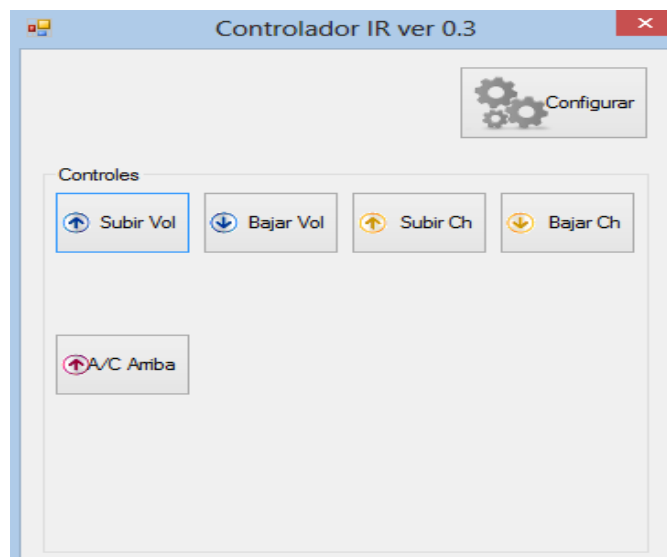 Controlador IR ver 0.3
Configurar
Controles
Subir Vol
Bajar Vol
Subir Ch
Bajar Ch
A/C Arriba